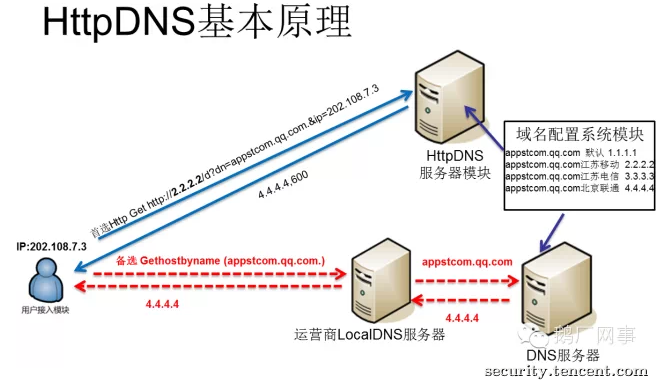 HttpDNS基本原理
首选Http Get http://2.2.2.2/d?dn=appstcom.qq.com.&ip=202.108.7.3
4.4.4.4,600
HttpDNS
服务器模块
域名配置系统模块
appstcom.qq.com 默认 1.1.1.1
appstcom.qq.com江苏移动 2.2.2.2
appstcom.qq.com江苏电信 3.3.3.3
appstcom.qq.com北京联通 4.4.4.4
IP:202.108.7.3
用户接入模块
备选 Gethostbyname (appstcom.qq.com.)
4.4.4.4
运营商LocalDNS服务器
appstcom.qq.com
4.4.4.4
DNS服务器
鹅厂网事
security.tencent.com